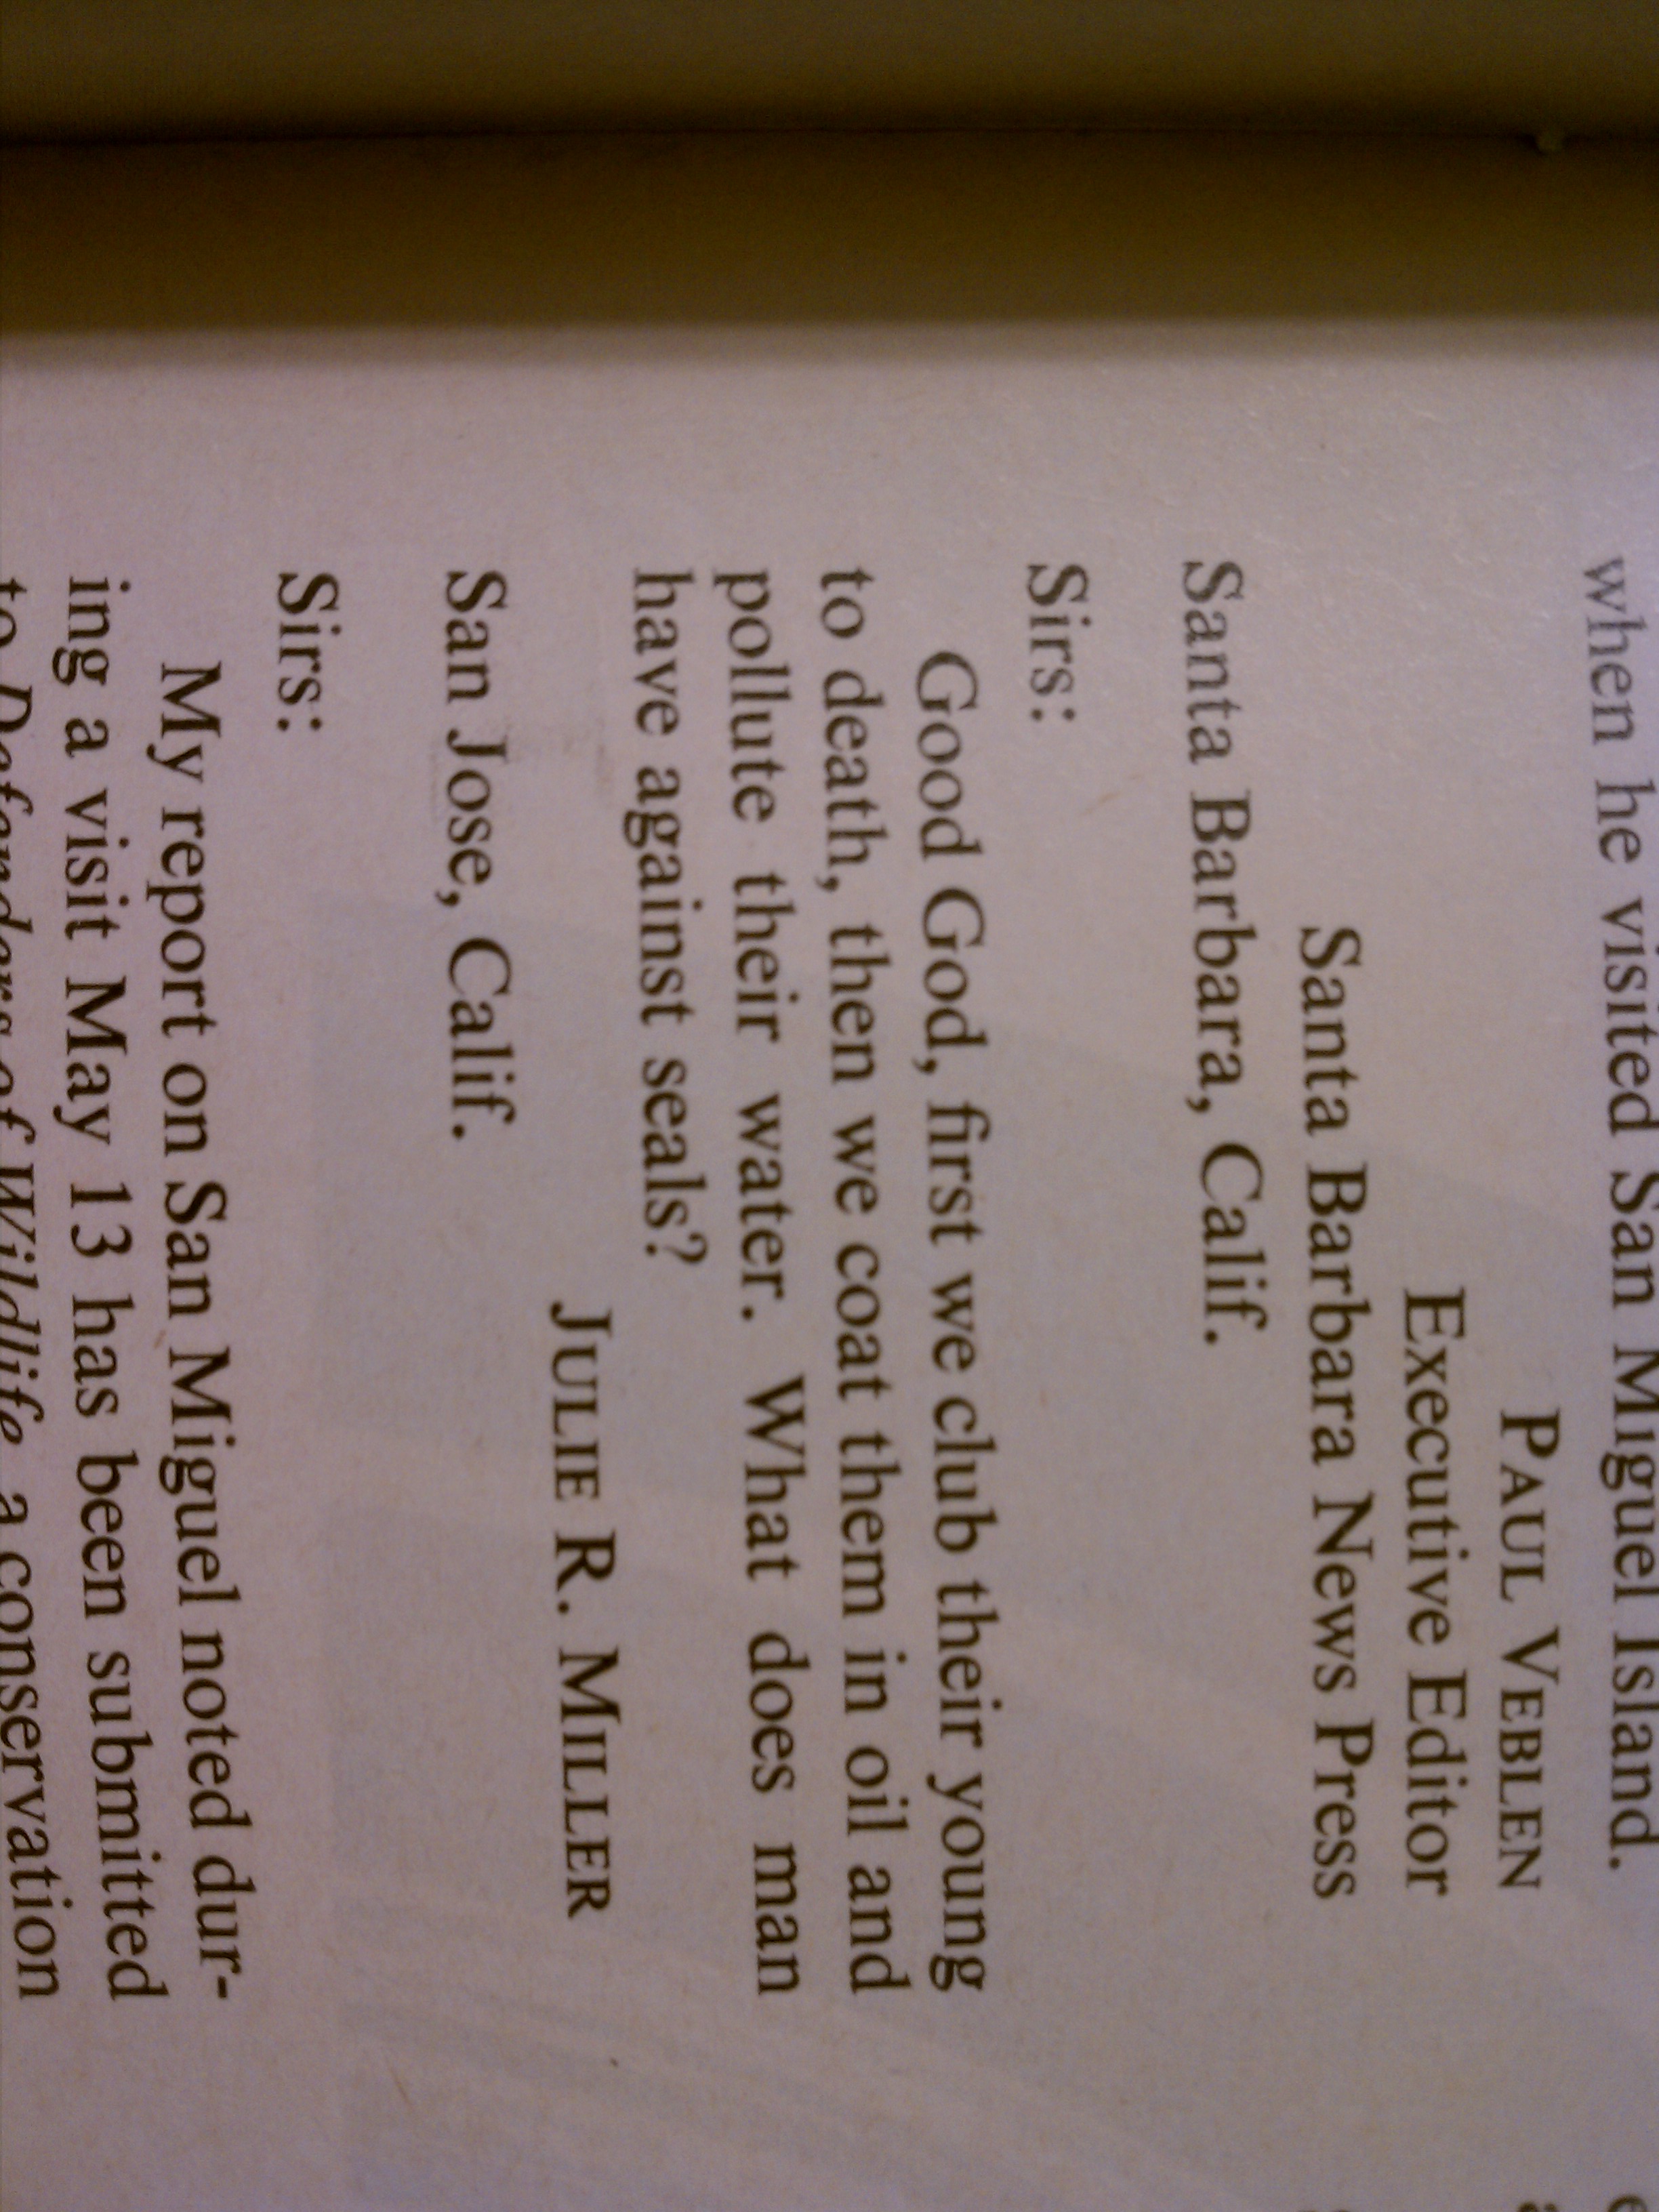 when he visited San Miguel Island.
PAUL VEBLEN
Executive Editor
Santa Barbara News Press
Santa Barbara, Calif.
Sirs:
Good God, first we club their young
to death, then we coat them in oil and
pollute their water. What does man
have against seals?
JULIE R. MILLER
San Jose, Calif.
Sirs:
My report on San Miguel noted dur-
ing a visit May 13 has been submitted
to Defenders of Wildlife, a conservation